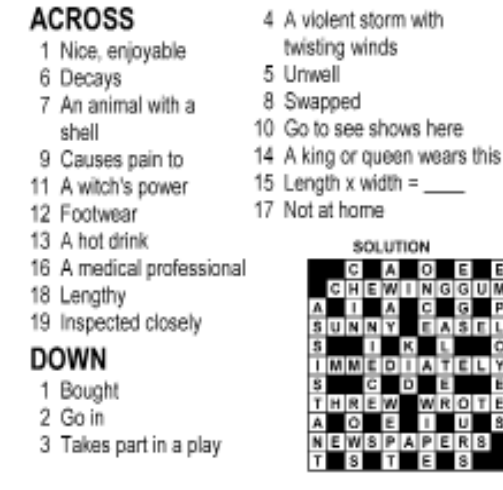 ACROSS
1 Nice, enjoyable
6 Decays
7 An animal with a
shell
9 Causes pain to
11 A witch's power
12 Footwear
13 A hot drink
16 A medical professional
18 Lengthy
19 Inspected closely
DOWN
1 Bought
2 Go in
3 Takes part in a play
4 A violent storm with
twisting winds
5 Unwell
8 Swapped
10 Go to see shows here
14 A king or queen wears this
15 Length x width = ____
17 Not at home
SOLUTION
C A O E E
CHEWINGGUM
A I A C G P
SUNNY EASEL
S I K L O
IMMEDIATELY
S C D E E
THREW WROTE
A O E I U S
NEWSPAPERS
T S T E S